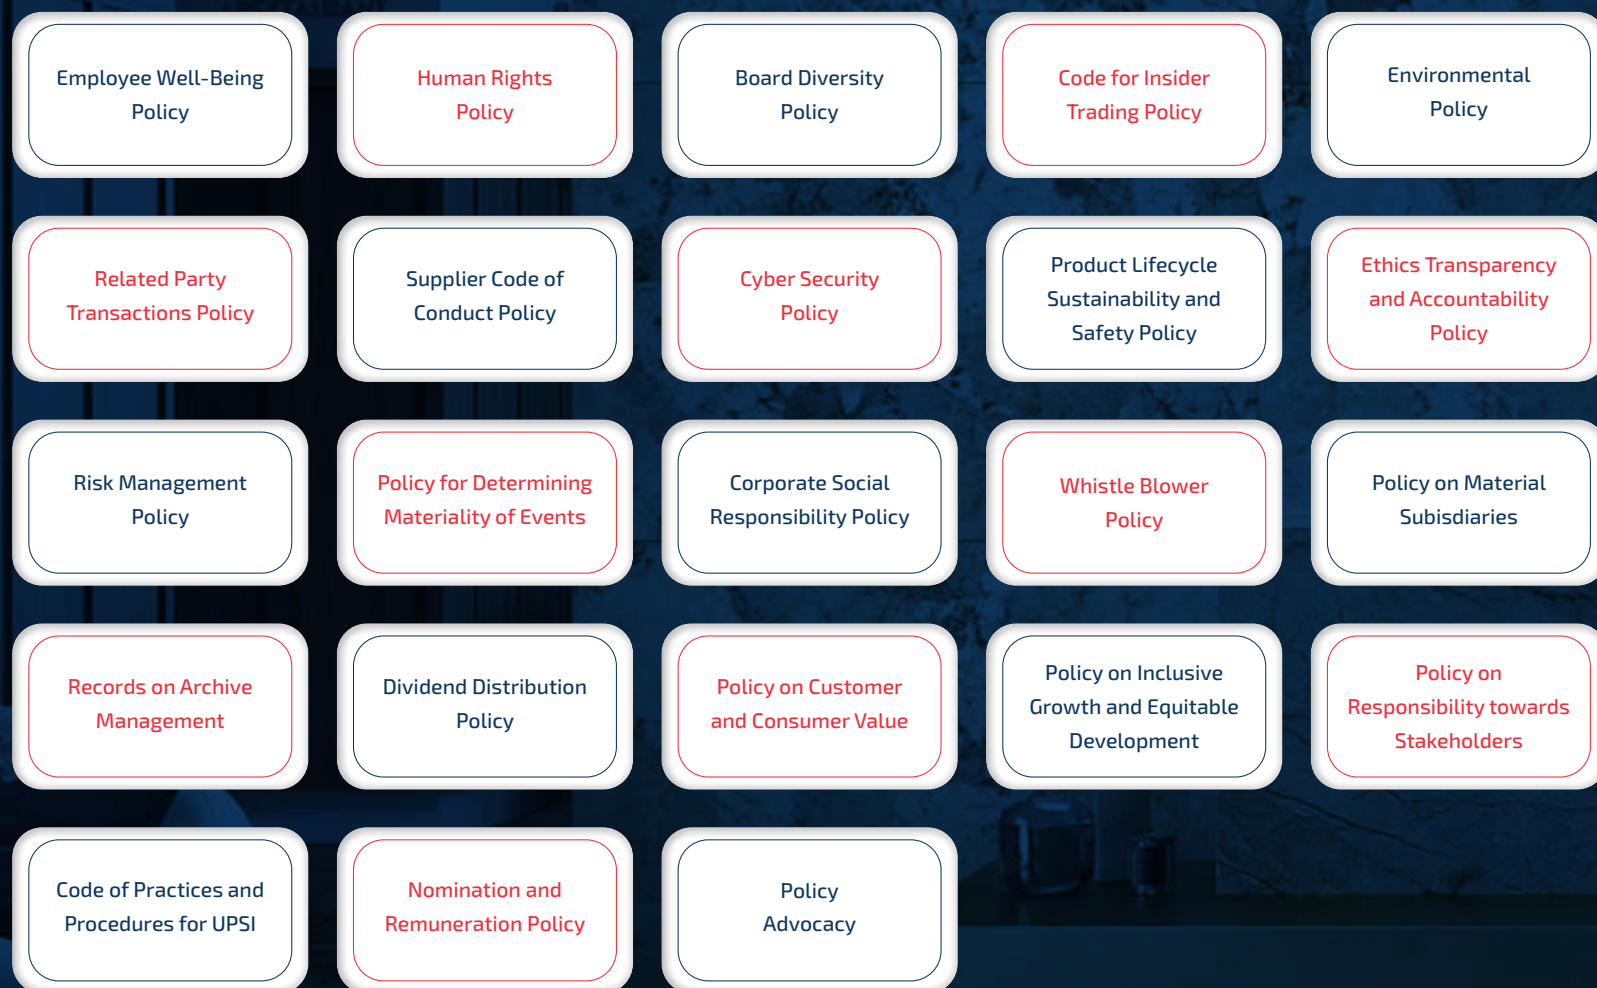 Employee Well-Being
Policy
Human Rights
Policy
Board Diversity
Policy
Code for Insider
Trading Policy
Environmental
Policy
Related Party
Transactions Policy
Supplier Code of
Conduct Policy
Cyber Security
Policy
Product Lifecycle
Sustainability and
Safety Policy
Ethics Transparency
and Accountability
Policy
Risk Management
Policy
Policy for Determining
Materiality of Events
Corporate Social
Responsibility Policy
Whistle Blower
Policy
Policy on Material
Subisdiaries
Records on Archive
Management
Dividend Distribution
Policy
Policy on Customer
and Consumer Value
Policy on Inclusive
Growth and Equitable
Development
Policy on
Responsibility towards
Stakeholders
Code of Practices and
Procedures for UPSI
Nomination and
Remuneration Policy
Policy
Advocacy